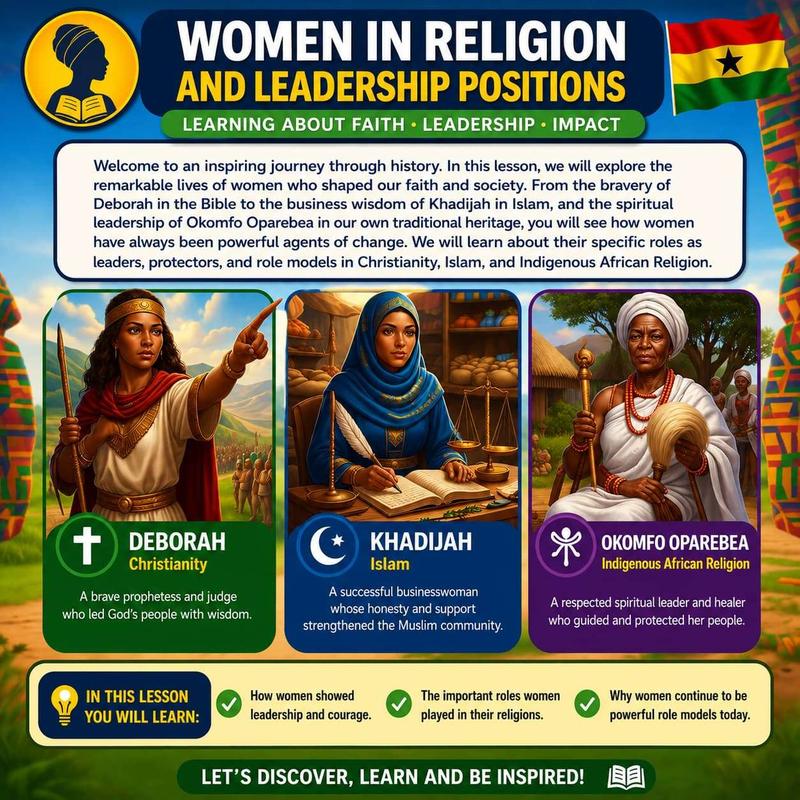 WOMEN IN RELIGION
AND LEADERSHIP POSITIONS
LEARNING ABOUT FAITH • LEADERSHIP • IMPACT
Welcome to an inspiring journey through history. In this lesson, we will explore the
remarkable lives of women who shaped our faith and society. From the bravery of
Deborah in the Bible to the business wisdom of Khadijah in Islam, and the spiritual
leadership of Okomfo Oparebea in our own traditional heritage, you will see how women
have always been powerful agents of change. We will learn about their specific roles as
leaders, protectors, and role models in Christianity, Islam, and Indigenous African Religion.
DEBORAH
Christianity
A brave prophetess and judge
who led God's people with wisdom.
KHADIJAH
Islam
A successful businesswoman
whose honesty and support
strengthened the Muslim community.
OKOMFO OPAREBEA
Indigenous African Religion
A respected spiritual leader and healer
who guided and protected her people.
IN THIS LESSON
YOU WILL LEARN:
How women showed
leadership and courage.
The important roles women
played in their religions.
Why women continue to be
powerful role models today.
LET'S DISCOVER, LEARN AND BE INSPIRED!